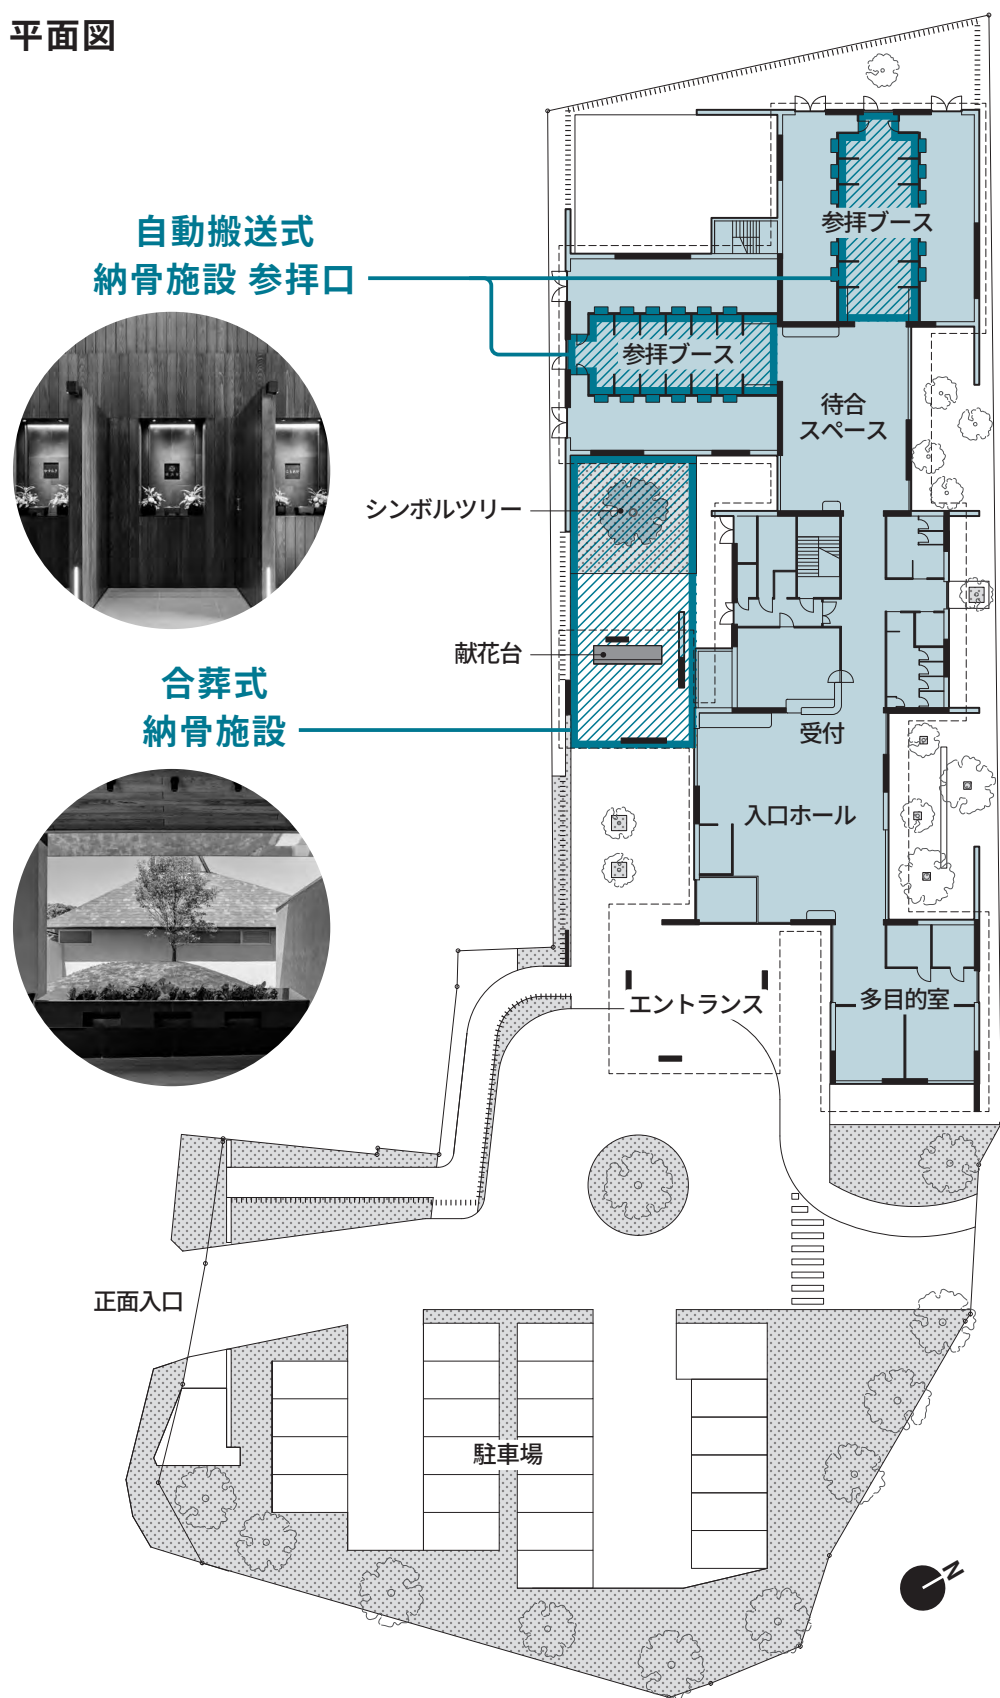 平面図
自動搬送式
納骨施設 参拝口
参拝ブース
参拝ブース
待合
スペース
シンボルツリー
献花台
合葬式
納骨施設
受付
入口ホール
多目的室
エントランス
正面入口
駐車場
N